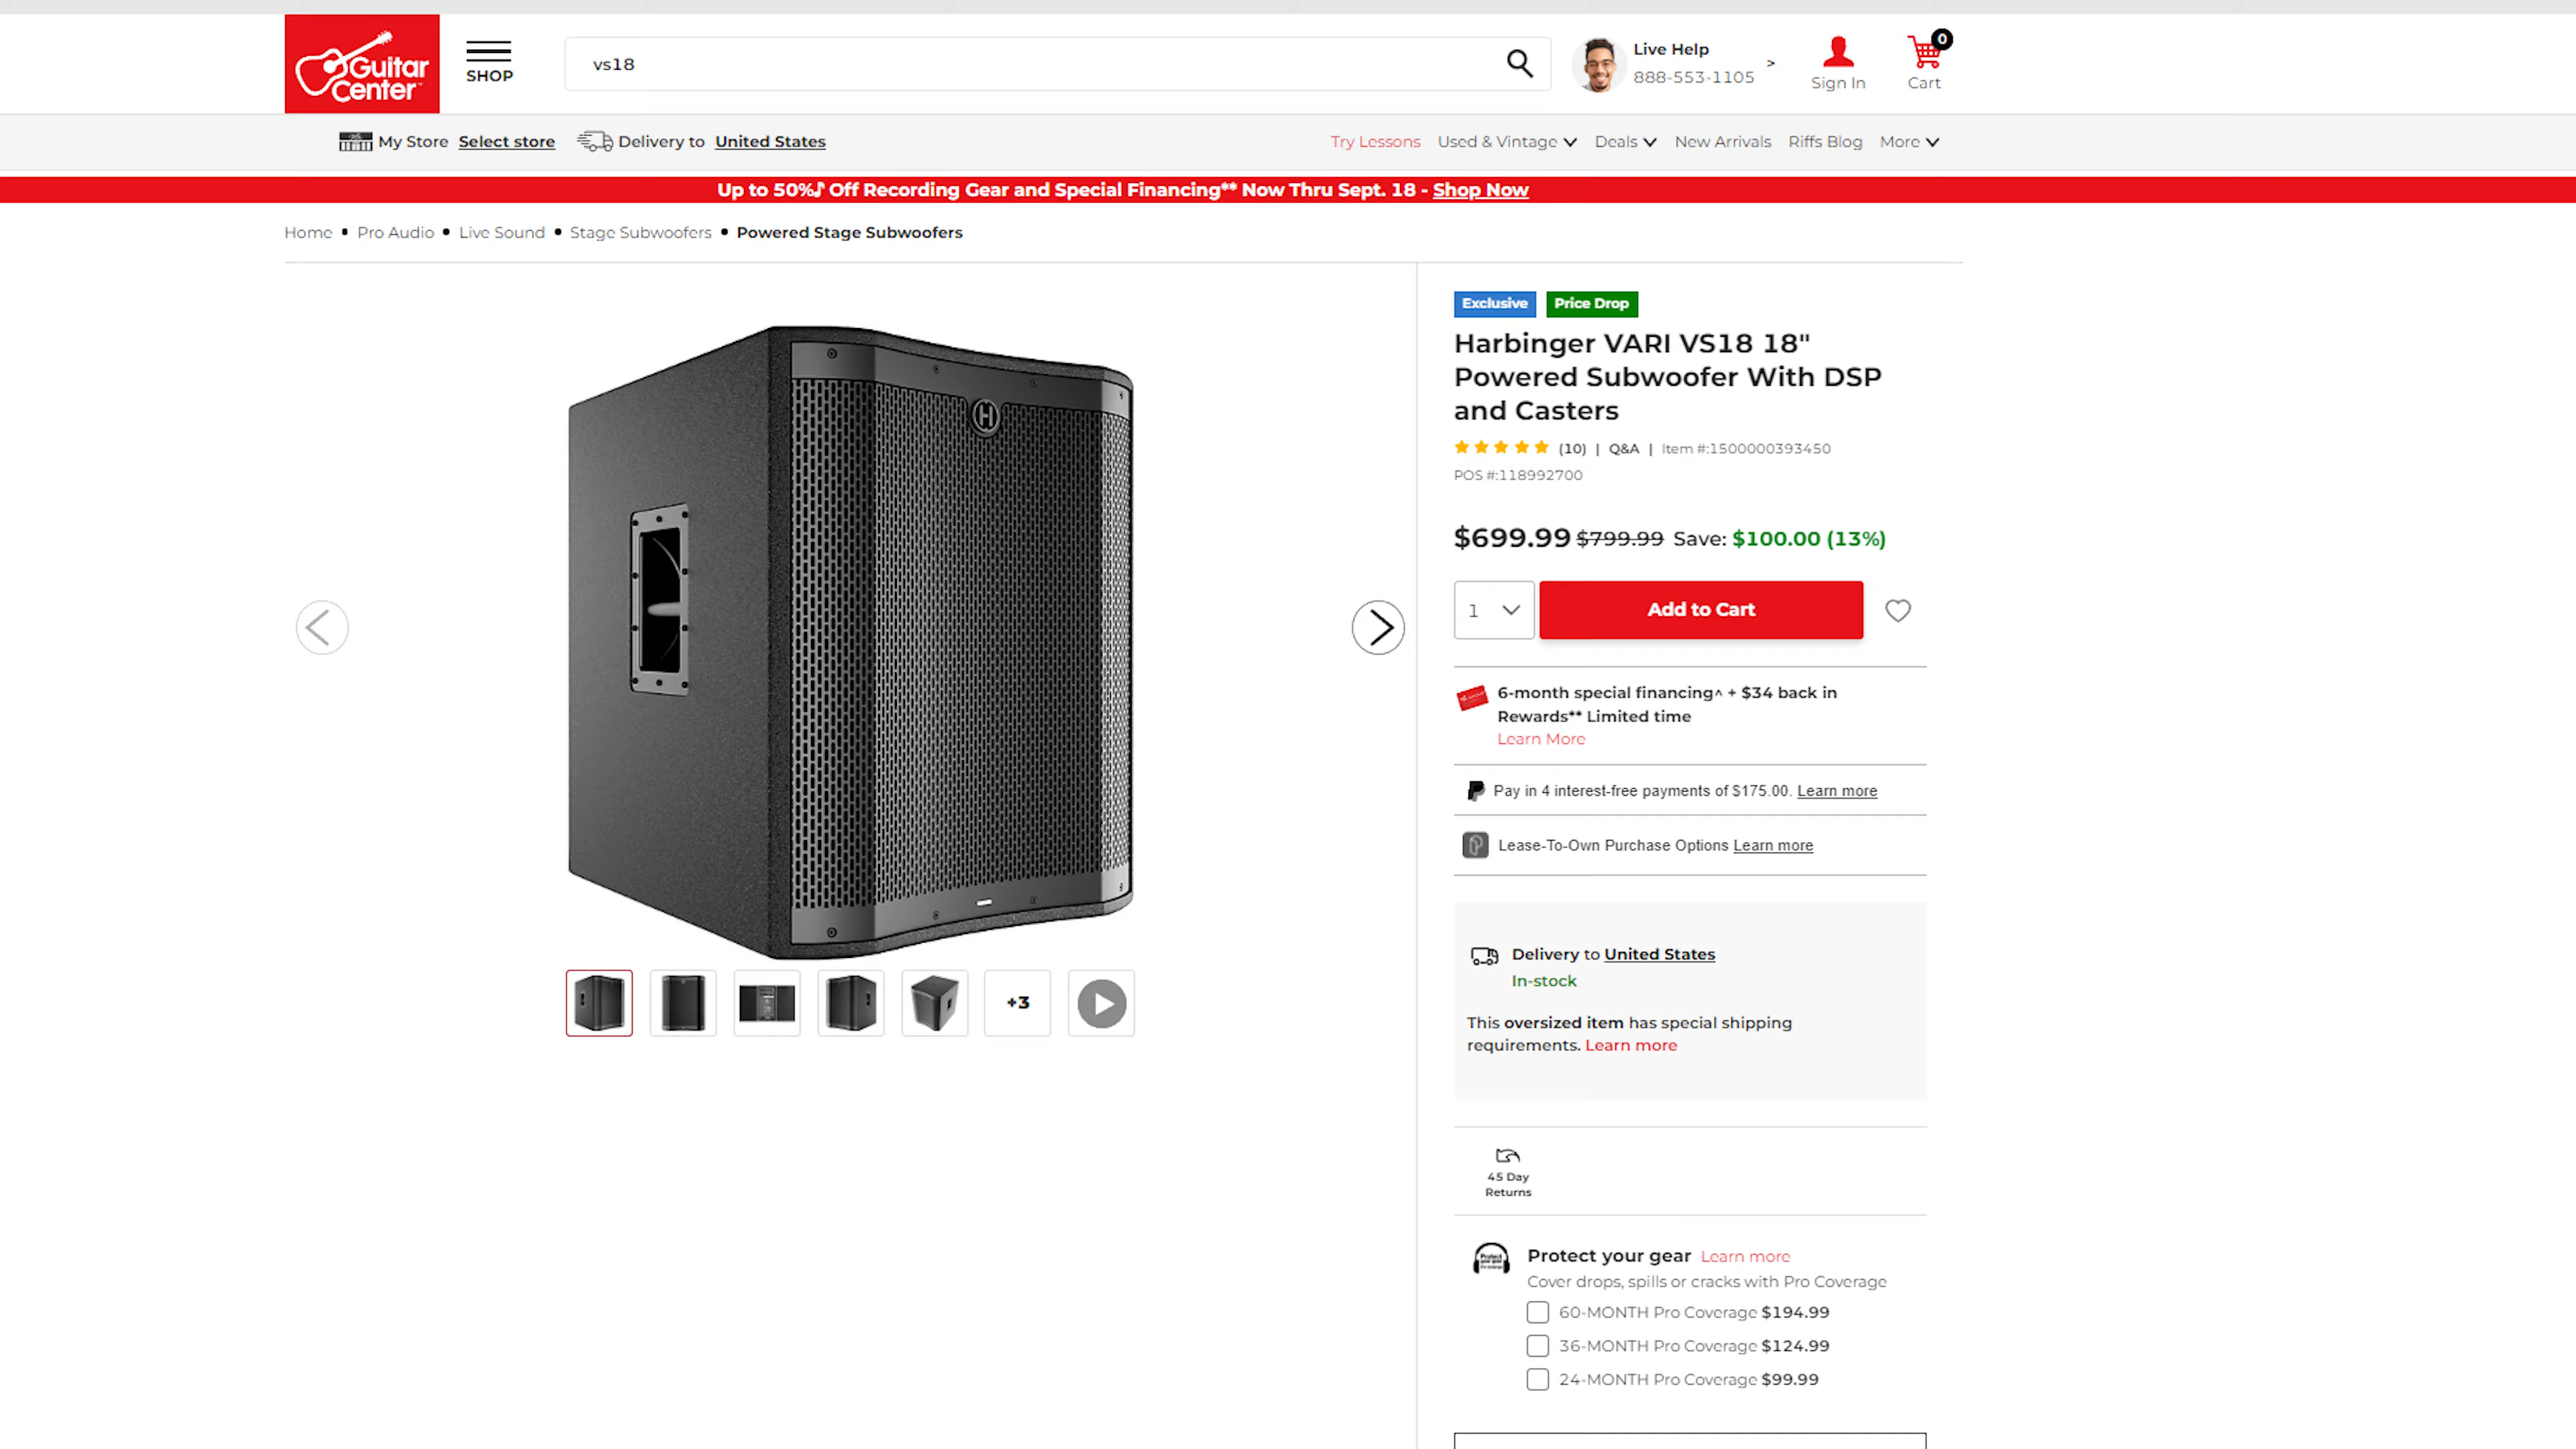 Guitar Center
SHOP
vs18
Live Help
888-553-1105 >
Sign In
0
Cart
My Store Select store Delivery to United States
Try Lessons Used & Vintage Deals New Arrivals Riffs Blog More
Up to 50% Off Recording Gear and Special Financing** Now Thru Sept. 18 - Shop Now
Home • Pro Audio • Live Sound • Stage Subwoofers • Powered Stage Subwoofers
Exclusive Price Drop
Harbinger VARI VS18 18"
Powered Subwoofer With DSP
and Casters
(10) | Q&A | Item #:1500000393450
POS #:118992700
$699.99 $799.99 Save: $100.00 (13%)
1 Add to Cart
6-month special financing^ + $34 back in
Rewards** Limited time
Learn More
Pay in 4 interest-free payments of $175.00. Learn more
Lease-To-Own Purchase Options Learn more
Delivery to United States
In-stock
This oversized item has special shipping
requirements. Learn more
+3
45 Day
Returns
Protect your gear Learn more
Cover drops, spills or cracks with Pro Coverage
60-MONTH Pro Coverage $194.99
36-MONTH Pro Coverage $124.99
24-MONTH Pro Coverage $99.99